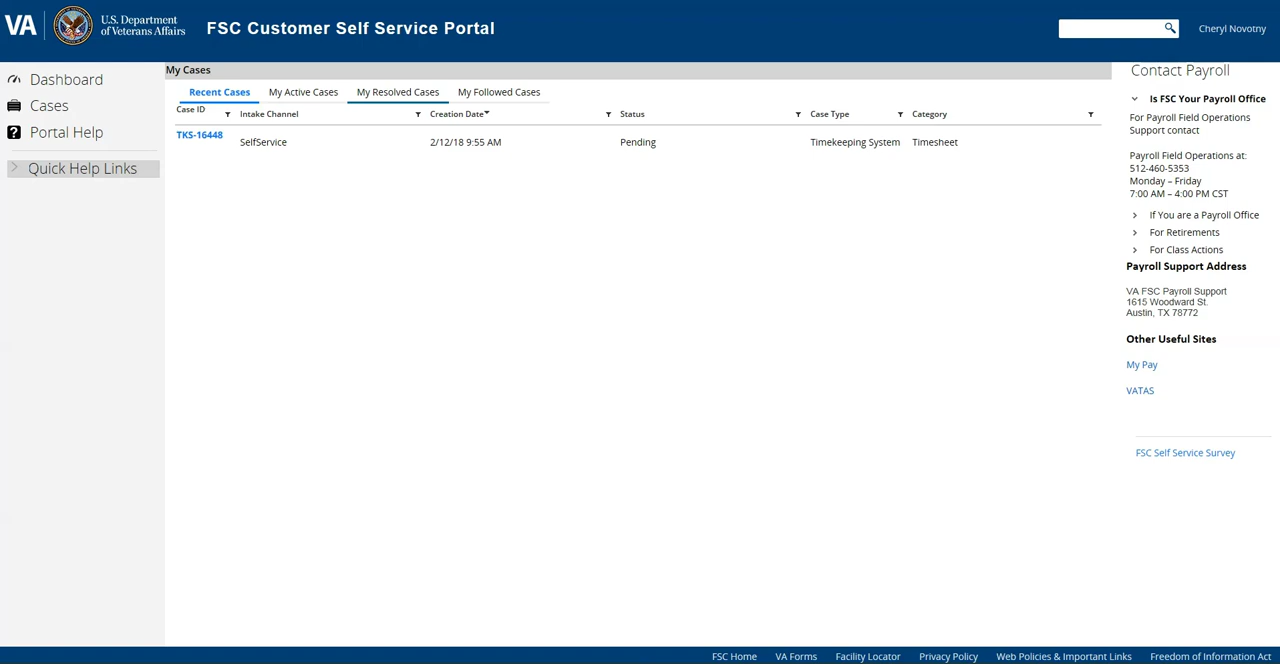 VA
U.S. Department
of Veterans Affairs
FSC Customer Self Service Portal
Cheryl Novotny
Dashboard
Cases
Portal Help
Quick Help Links
My Cases
Recent Cases My Active Cases My Resolved Cases My Followed Cases
Case ID Intake Channel Creation Date Status Case Type Category
TKS-16448 SelfService 2/12/18 9:55 AM Pending Timekeeping System Timesheet
Contact Payroll
Is FSC Your Payroll Office
For Payroll Field Operations
Support contact
Payroll Field Operations at:
512-460-5353
Monday – Friday
7:00 AM – 4:00 PM CST
If You are a Payroll Office
For Retirements
For Class Actions
Payroll Support Address
VA FSC Payroll Support
1615 Woodward St.
Austin, TX 78772
Other Useful Sites
My Pay
VATAS
FSC Self Service Survey
FSC Home VA Forms Facility Locator Privacy Policy Web Policies & Important Links Freedom of Information Act